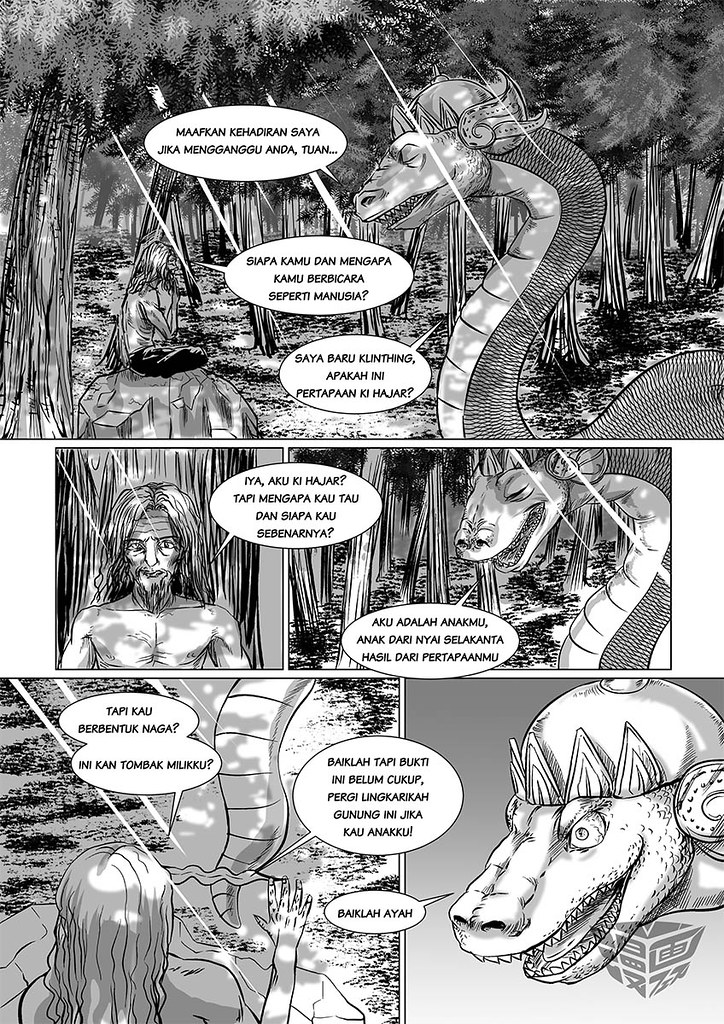 MAAFKAN KEHADIRAN SAYA
JIKA MENGGANGGU ANDA, TUAN...
SIAPA KAMU DAN MENGAPA
KAMU BERBICARA
SEPERTI MANUSIA?
SAYA BARU KLINTHING,
APAKAH INI
PERTAPAAN KI HAJAR?
IYA, AKU KI HAJAR?
TAPI MENGAPA KAU TAU
DAN SIAPA KAU
SEBENARNYA?
AKU ADALAH ANAKMU,
ANAK DARI NYAI SELAKANTA
HASIL DARI PERTAPAANMU
TAPI KAU
BERBENTUK NAGA?
INI KAN TOMBAK MILIKKU?
BAIKLAH TAPI BUKTI
INI BELUM CUKUP,
PERGI LINGKARIKAH
GUNUNG INI JIKA
KAU ANAKKU!
BAIKLAH AYAH